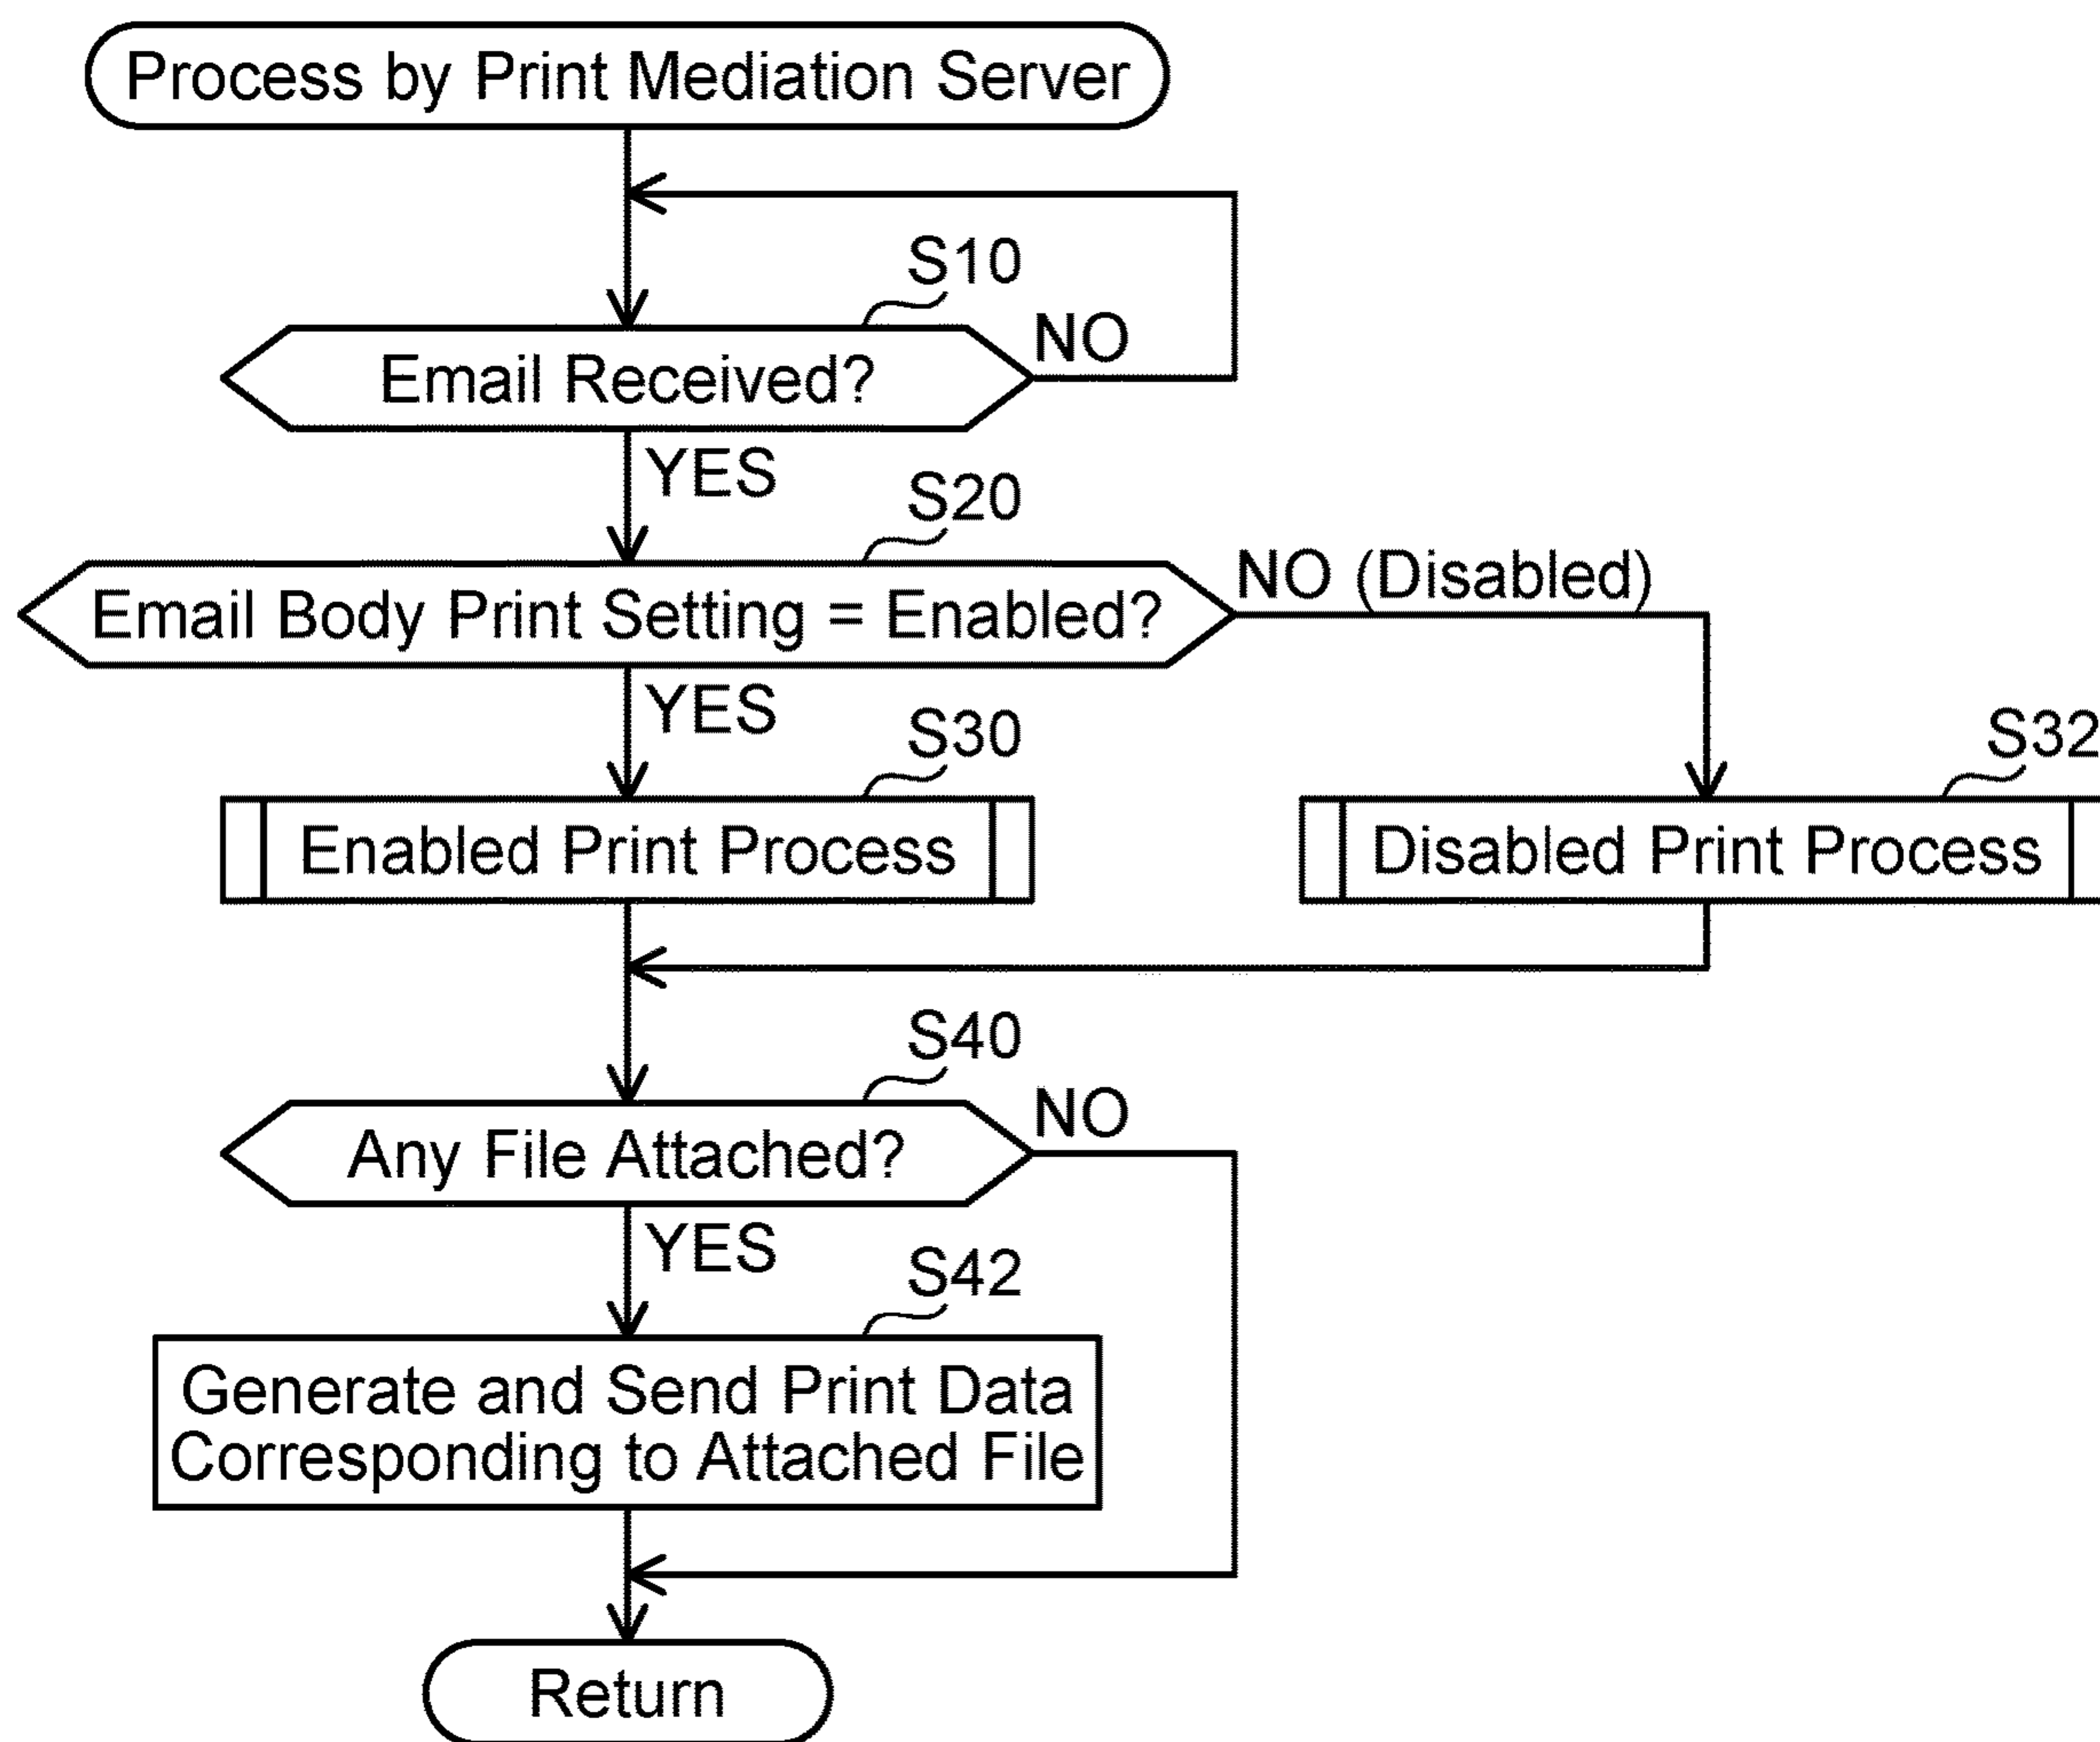 Process by Print Mediation Server
S10
Email Received?
NO
YES
S20
Email Body Print Setting = Enabled?
NO (Disabled)
YES
S30
Enabled Print Process
S32
Disabled Print Process
S40
Any File Attached?
NO
YES
S42
Generate and Send Print Data
Corresponding to Attached File
Return